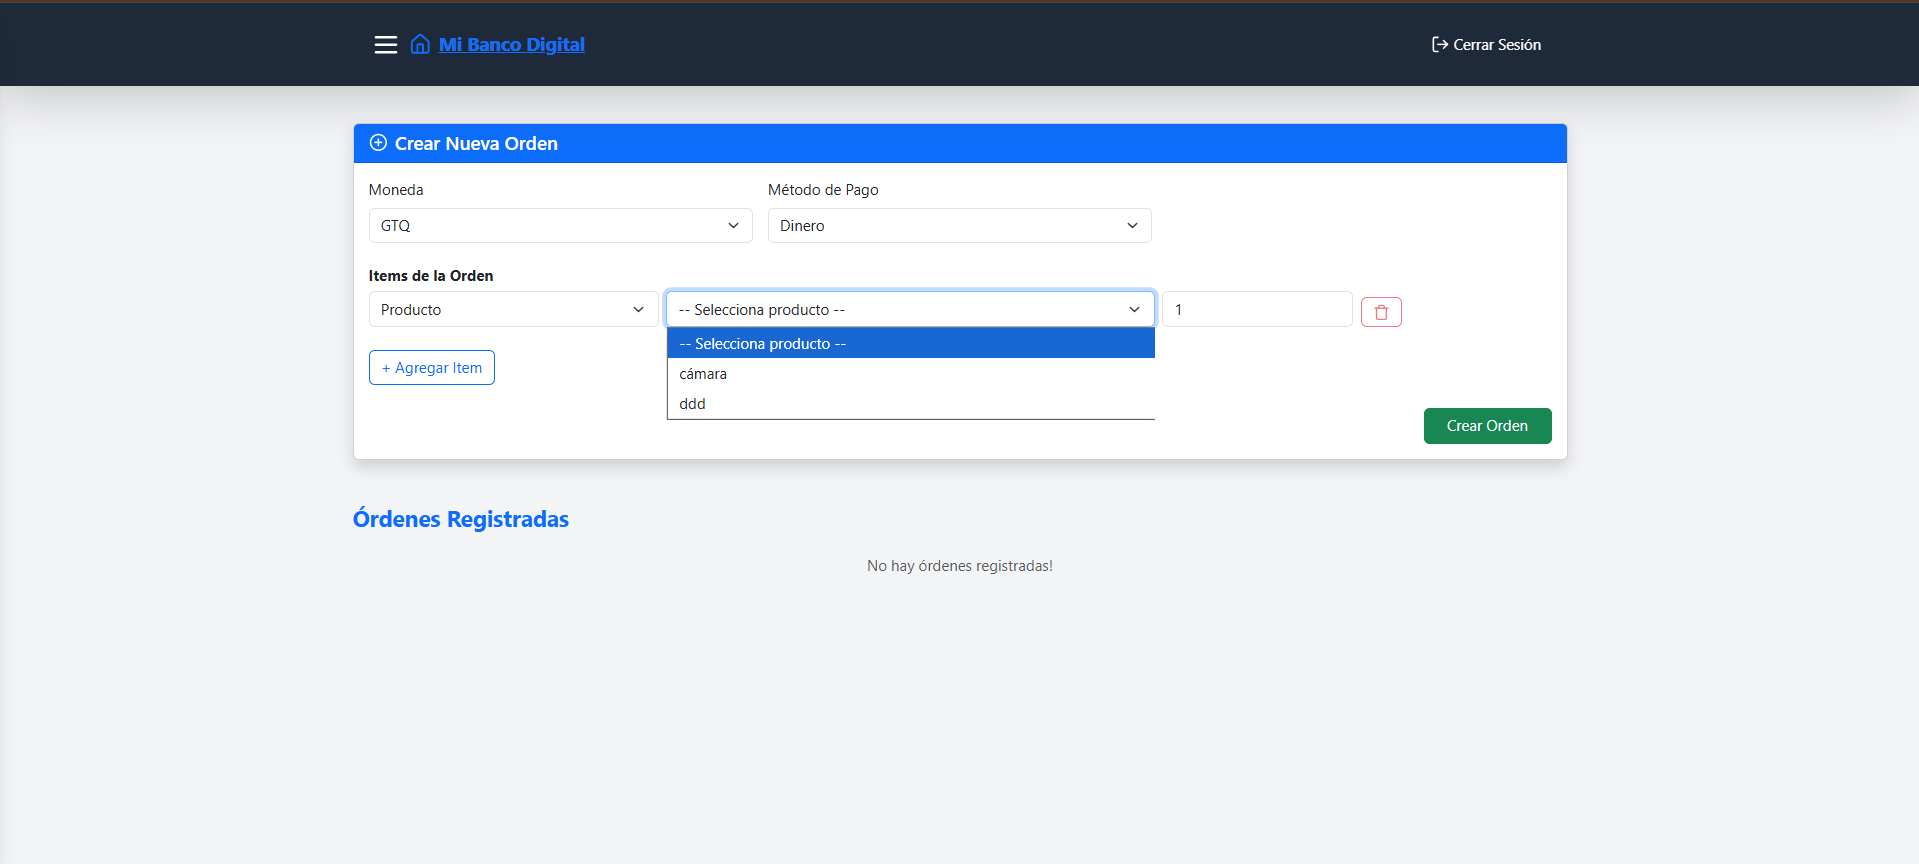 Mi Banco Digital
Cerrar Sesión
Crear Nueva Orden
Moneda
Método de Pago
GTQ
Dinero
Items de la Orden
Producto
-- Selecciona producto --
1
-- Selecciona producto --
cámara
ddd
+ Agregar Item
Crear Orden
Órdenes Registradas
No hay órdenes registradas!